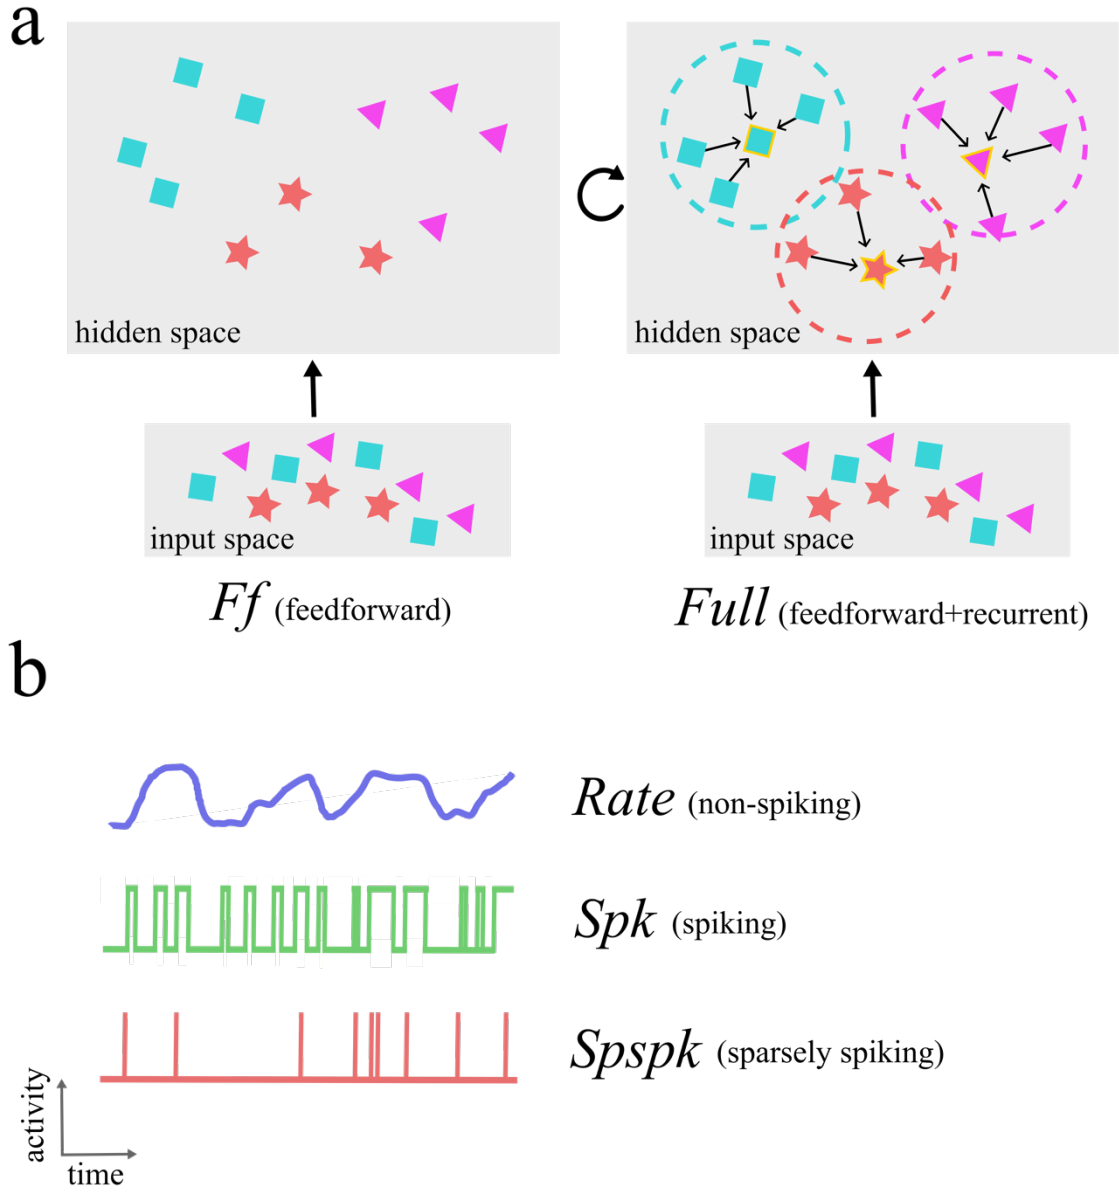 a
hidden space
hidden space
input space
input space
Ff (feedforward)
Full (feedforward+recurrent)
b
Rate (non-spiking)
Spk (spiking)
Spspk (sparsely spiking)
activity
time